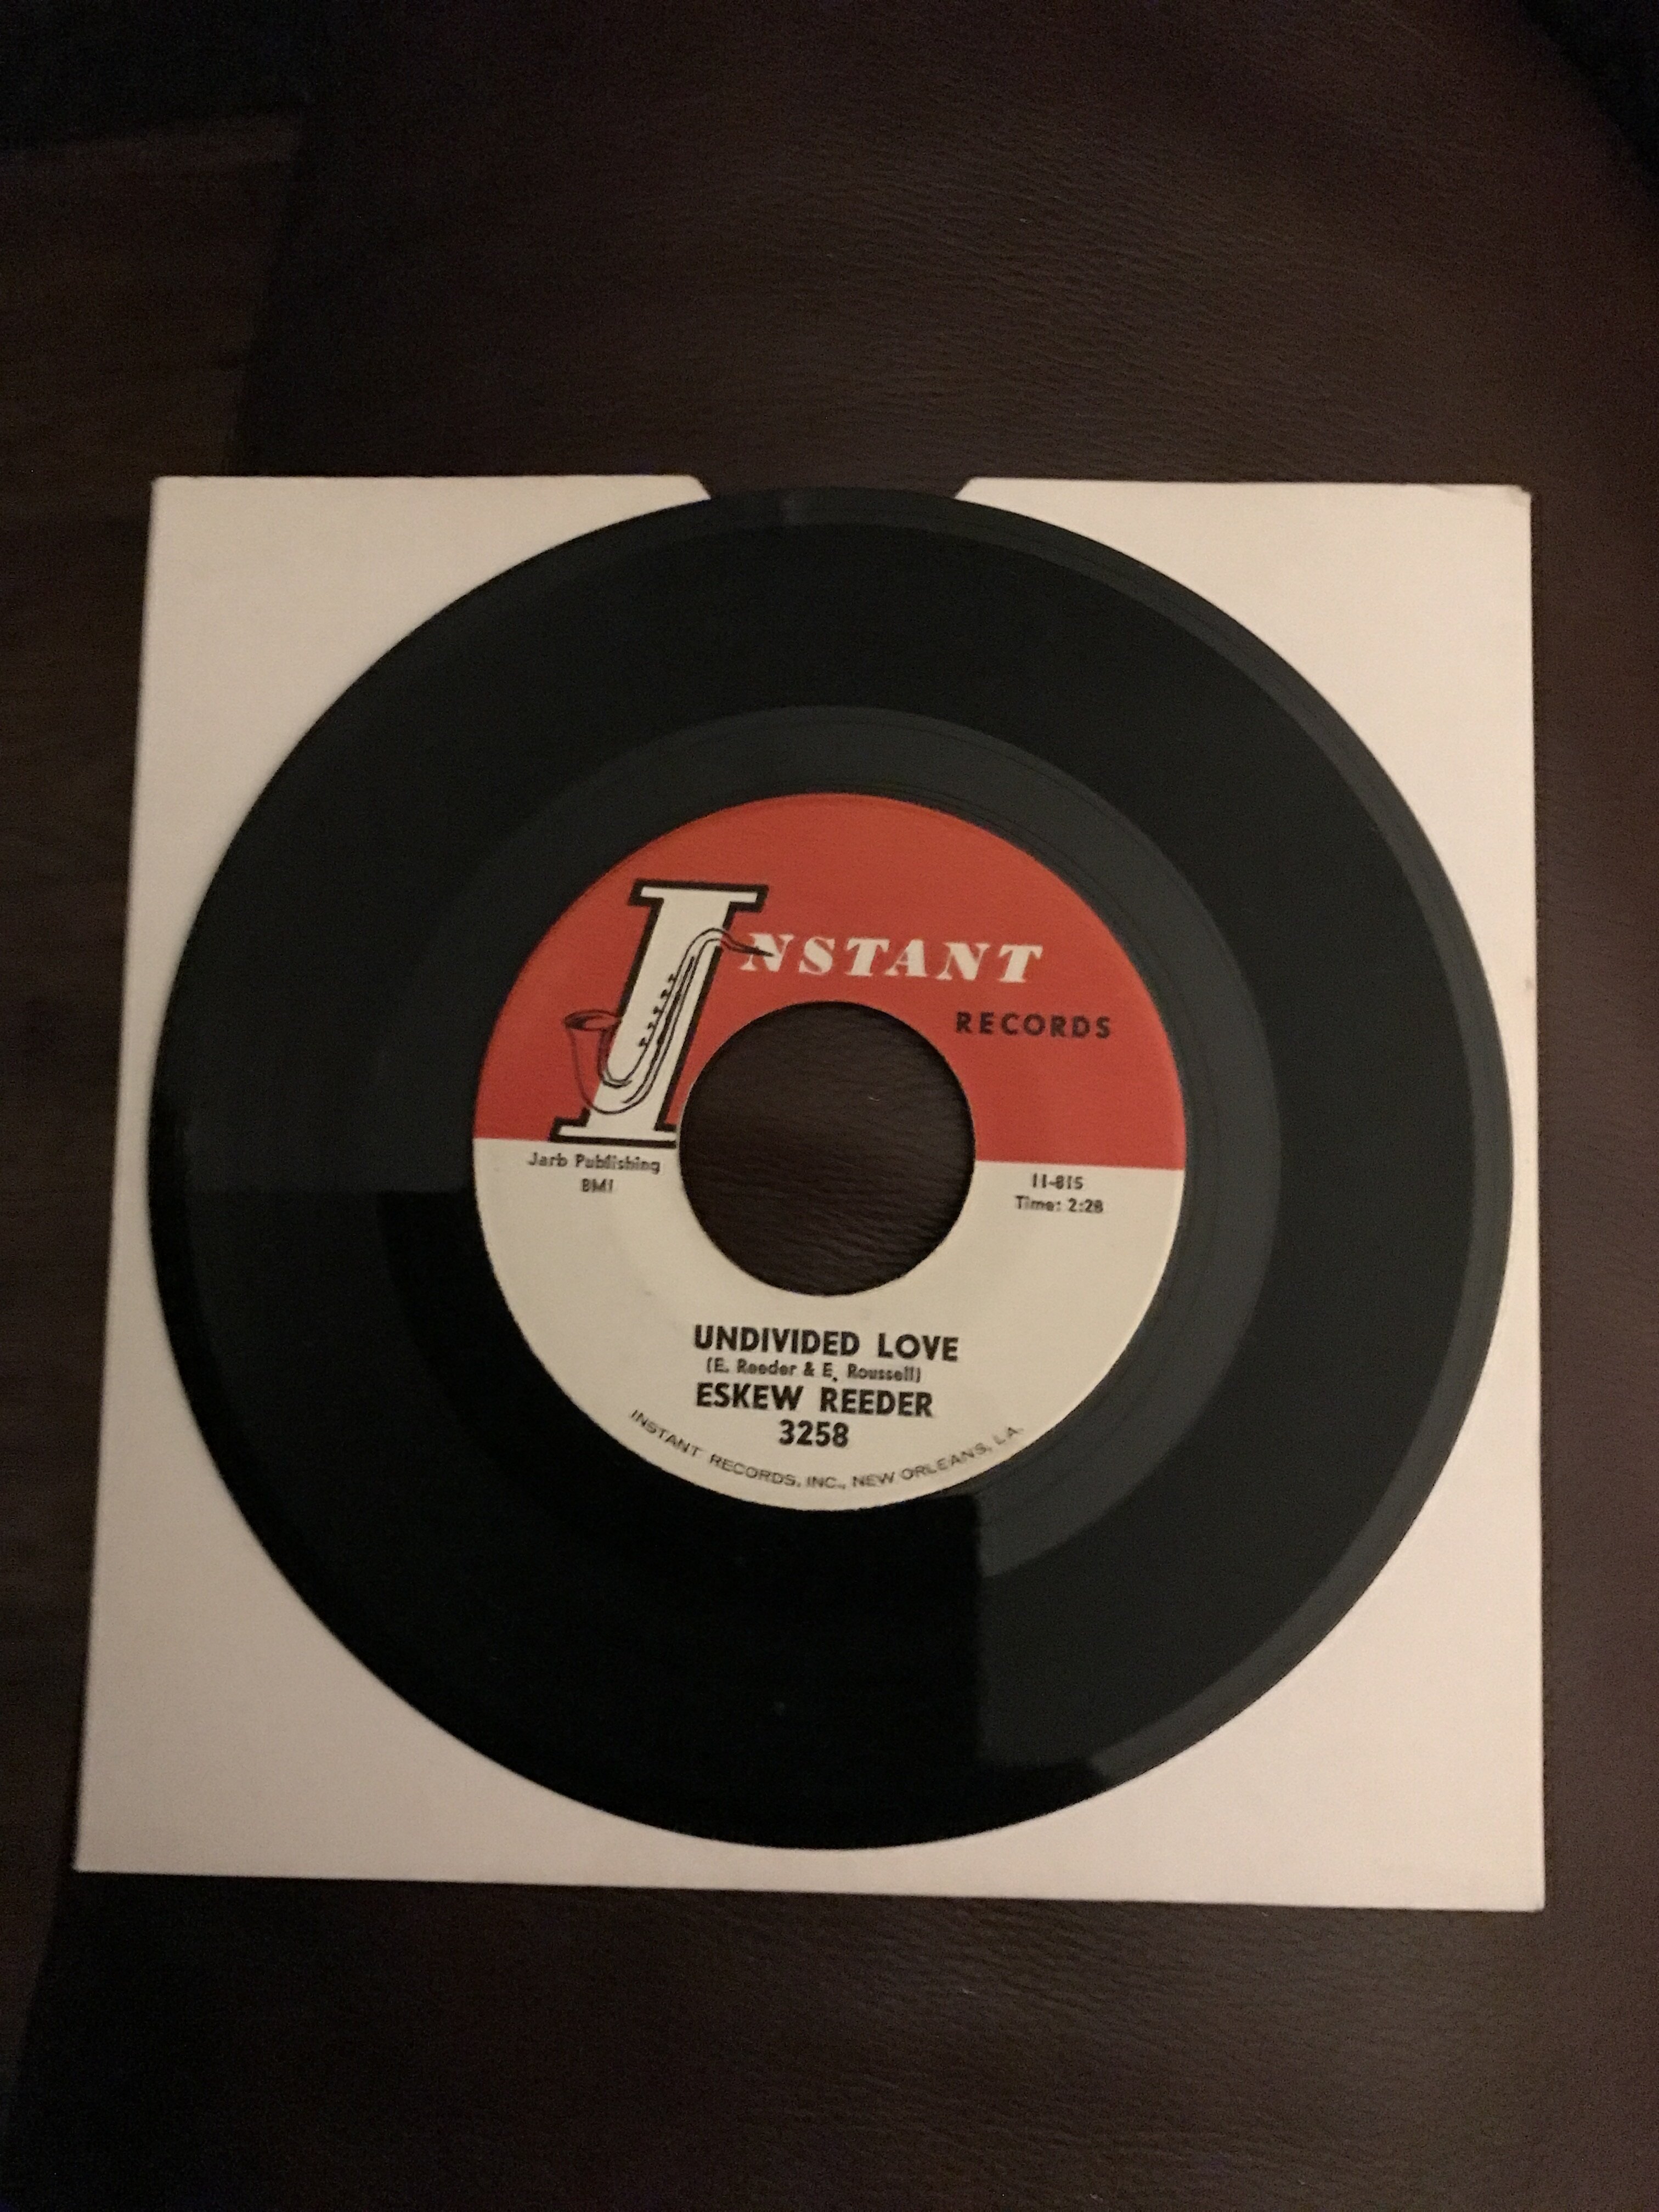 INSTANT
RECORDS
Jarb Publishing
BMI
11-815
Time: 2:28
UNDIVIDED LOVE
(E. Reeder & E. Roussell)
ESKEW REEDER
3258
INSTANT RECORDS, INC., NEW ORLEANS, LA.